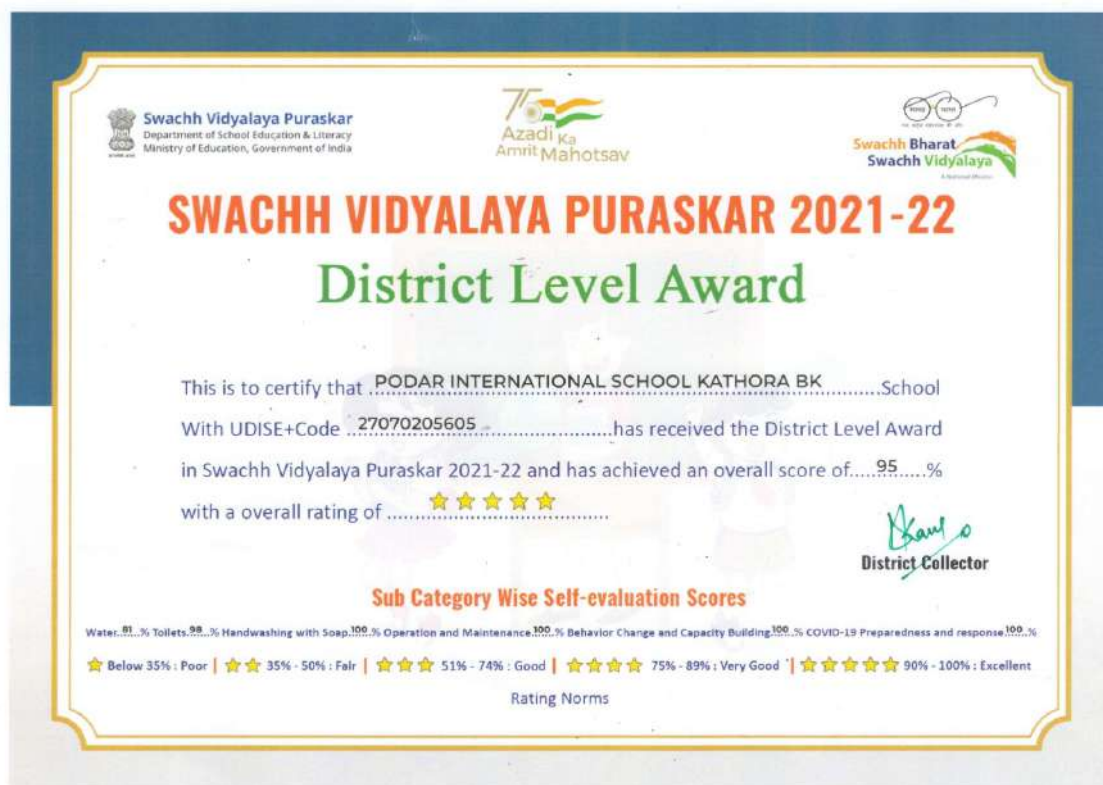 Swachh Vidyalaya Puraskar
Department of School Education & Literacy
Ministry of Education, Government of India
75
Azadi Ka
Amrit Mahotsav
Swachh Bharat
Swachh Vidyalaya
SWACHH VIDYALAYA PURASKAR 2021-22
District Level Award
This is to certify that ..PODAR INTERNATIONAL SCHOOL KATHORA BK..........School
With UDISE+Code ..27070205605........................has received the District Level Award
in Swachh Vidyalaya Puraskar 2021-22 and has achieved an overall score of....95.....%
with a overall rating of ....................................
District Collector
Sub Category Wise Self-evaluation Scores
Water..81..% Toilets.98..% Handwashing with Soap.100.% Operation and Maintenance.100.% Behavior Change and Capacity Building.100..% COVID-19 Preparedness and response.100..%
Below 35% : Poor | 35% - 50% : Fair | 51% - 74% : Good | 75% - 89% : Very Good | 90% - 100% : Excellent
Rating Norms